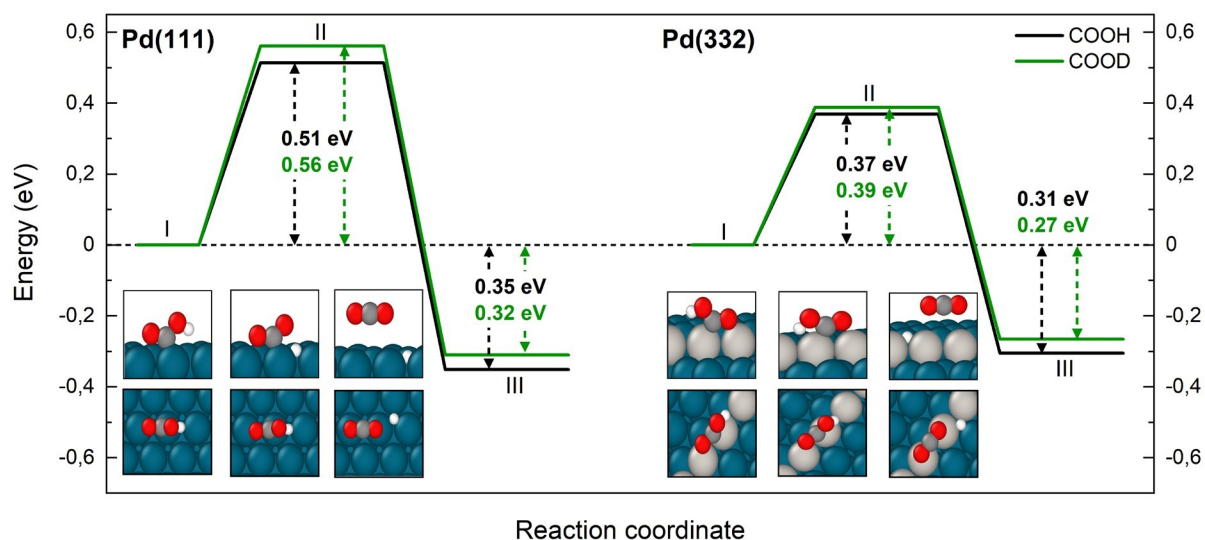 Pd(111)
Pd(332)
COOH
COOD
Energy (eV)
0,6
0,4
0,2
0
-0,2
-0,4
-0,6
I
II
III
0.51 eV
0.56 eV
0.35 eV
0.32 eV
I
II
III
0.37 eV
0.39 eV
0.31 eV
0.27 eV
0,6
0,4
0,2
0
-0,2
-0,4
-0,6
Reaction coordinate